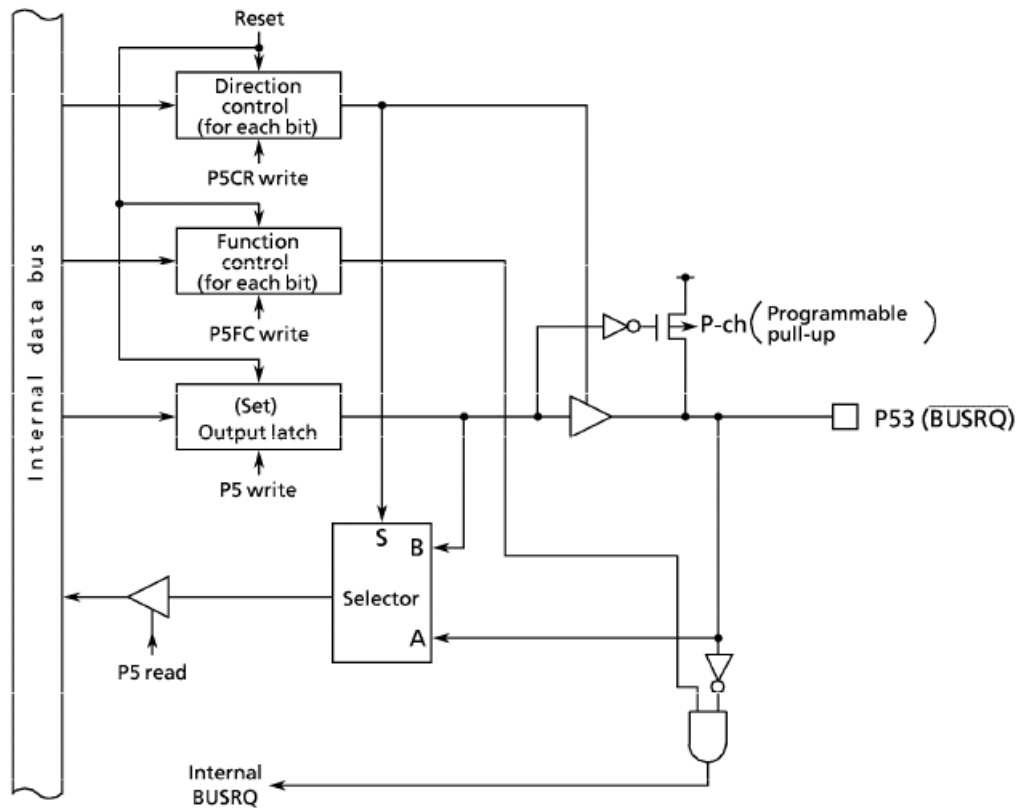 Reset
Direction
control
(for each bit)
P5CR write
Function
control
(for each bit)
P5FC write
Internal data bus
P-ch (Programmable
pull-up)
(Set)
Output latch
P53 (BUSRQ)
P5 write
S
B
Selector
A
P5 read
Internal
BUSRQ